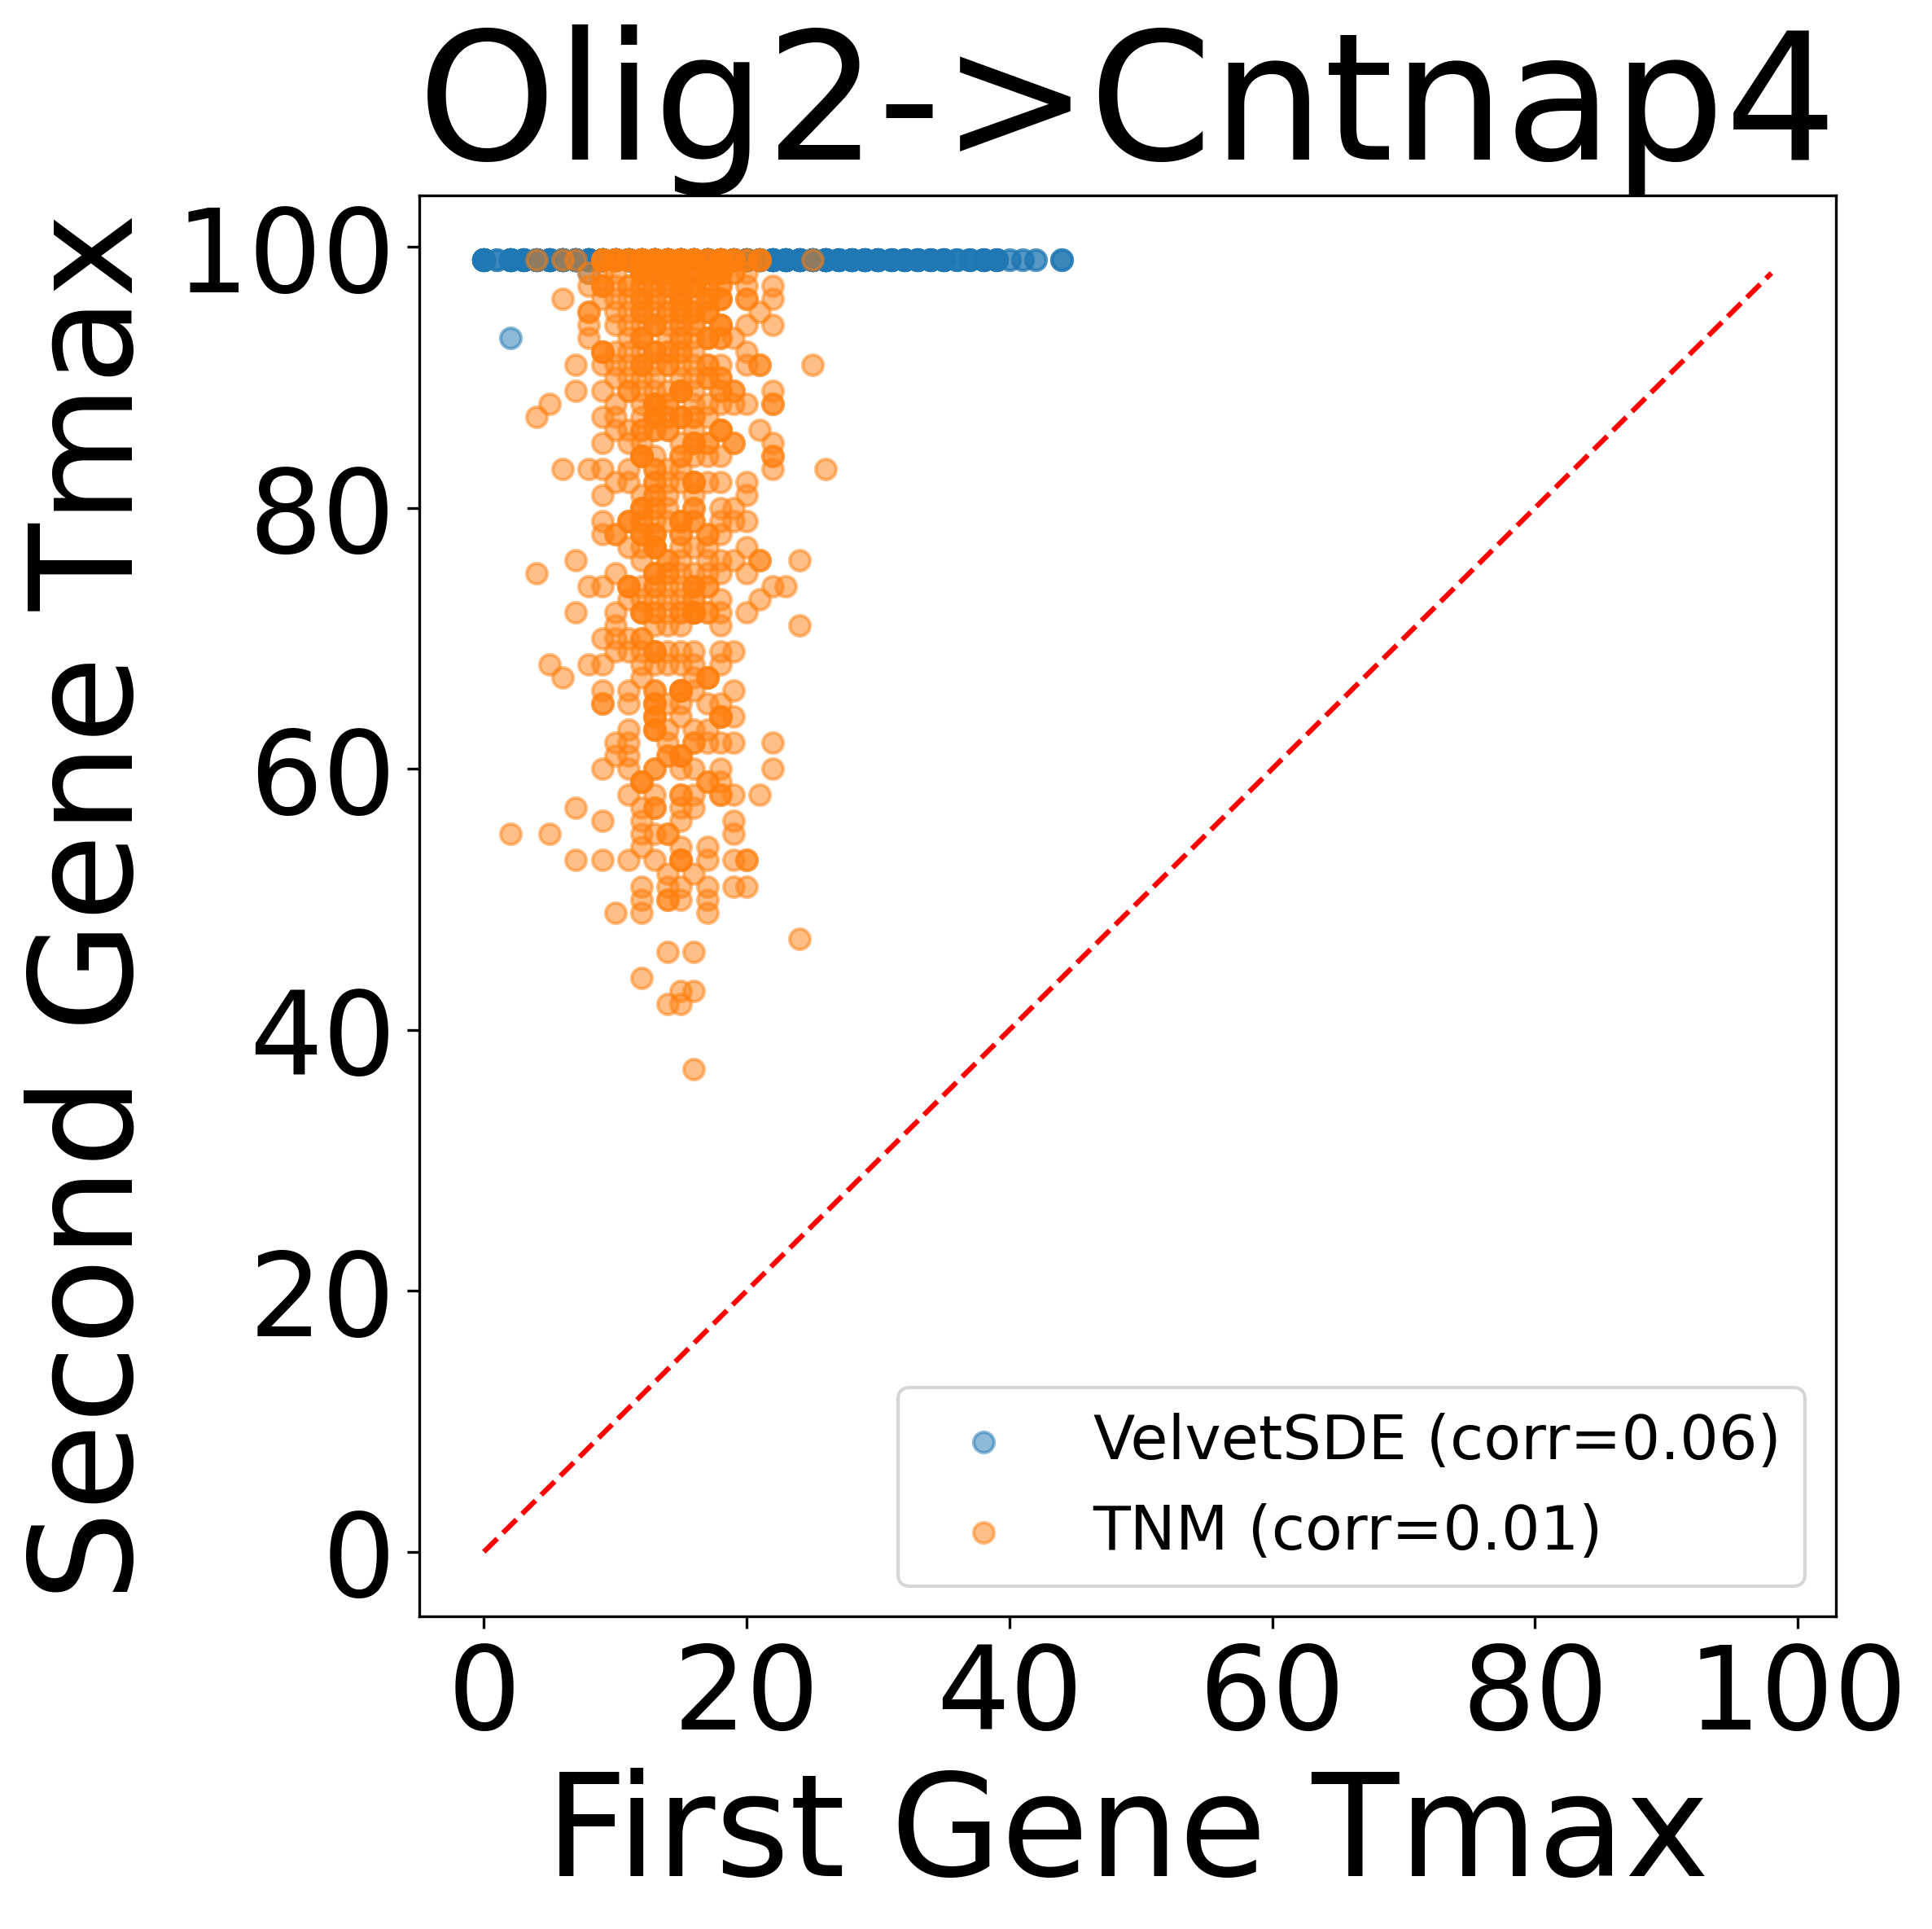 Olig2->Cntnap4
Second Gene Tmax
100
80
60
40
20
0
VelvetSDE (corr=0.06)
TNM (corr=0.01)
0 20 40 60 80 100
First Gene Tmax